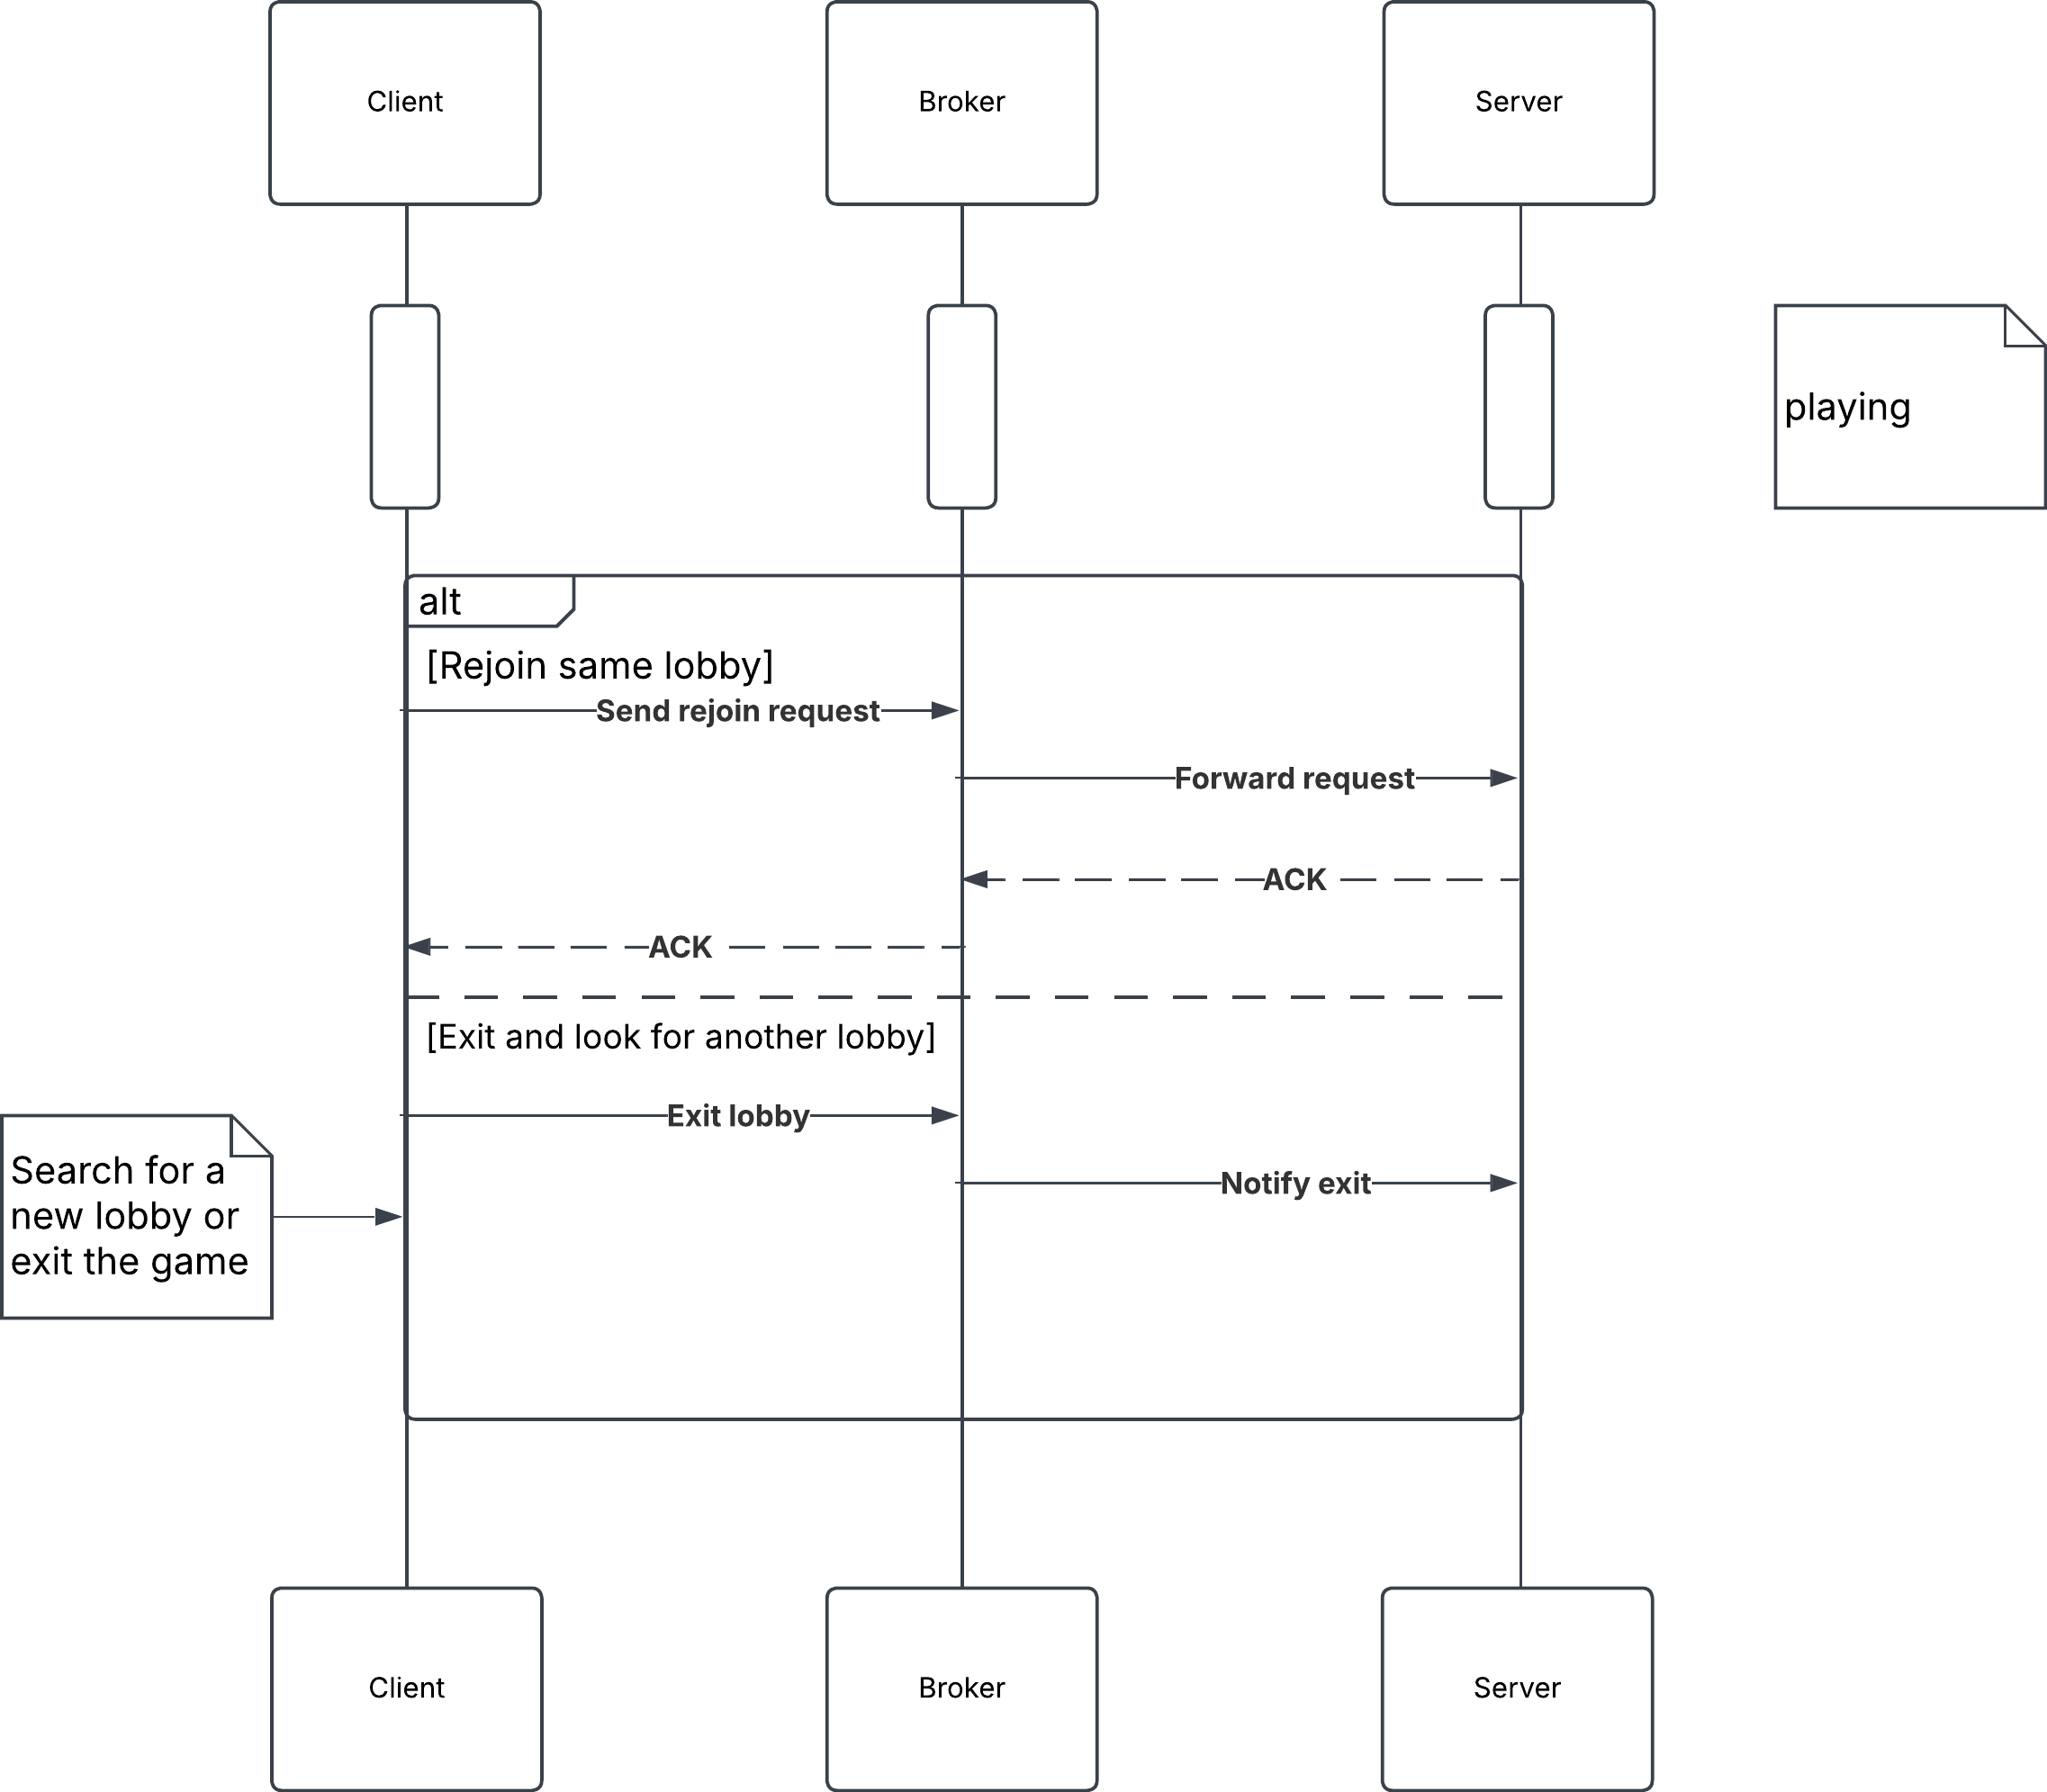 Client
Broker
Server
playing
alt
[Rejoin same lobby]
Send rejoin request
Forward request
ACK
ACK
[Exit and look for another lobby]
Exit lobby
Search for a
new lobby or
exit the game
Notify exit
Client
Broker
Server